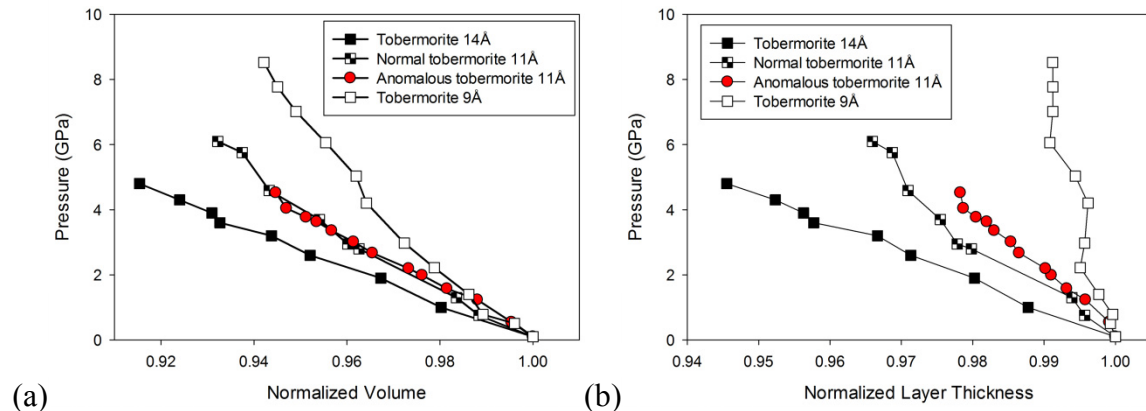 10
8
6
4
2
0
Pressure (GPa)
Tobermorite 14Å
Normal tobermorite 11Å
Anomalous tobermorite 11Å
Tobermorite 9Å
0.92 0.94 0.96 0.98 1.00
Normalized Volume
(a)
10
8
6
4
2
0
Pressure (GPa)
Tobermorite 14Å
Normal tobermorite 11Å
Anomalous tobermorite 11Å
Tobermorite 9Å
0.94 0.95 0.96 0.97 0.98 0.99 1.00
Normalized Layer Thickness
(b)